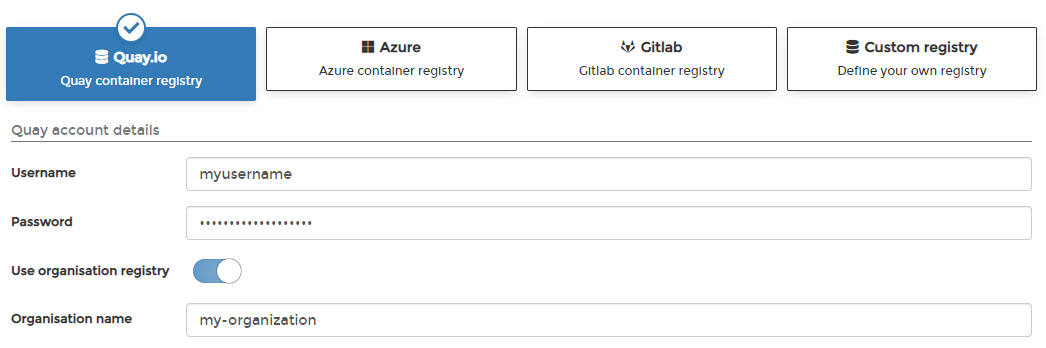 Quay.io
Quay container registry
Azure
Azure container registry
Gitlab
Gitlab container registry
Custom registry
Define your own registry
Quay account details
Username
myusername
Password
•••••••••••••••••••
Use organisation registry
Organisation name
my-organization